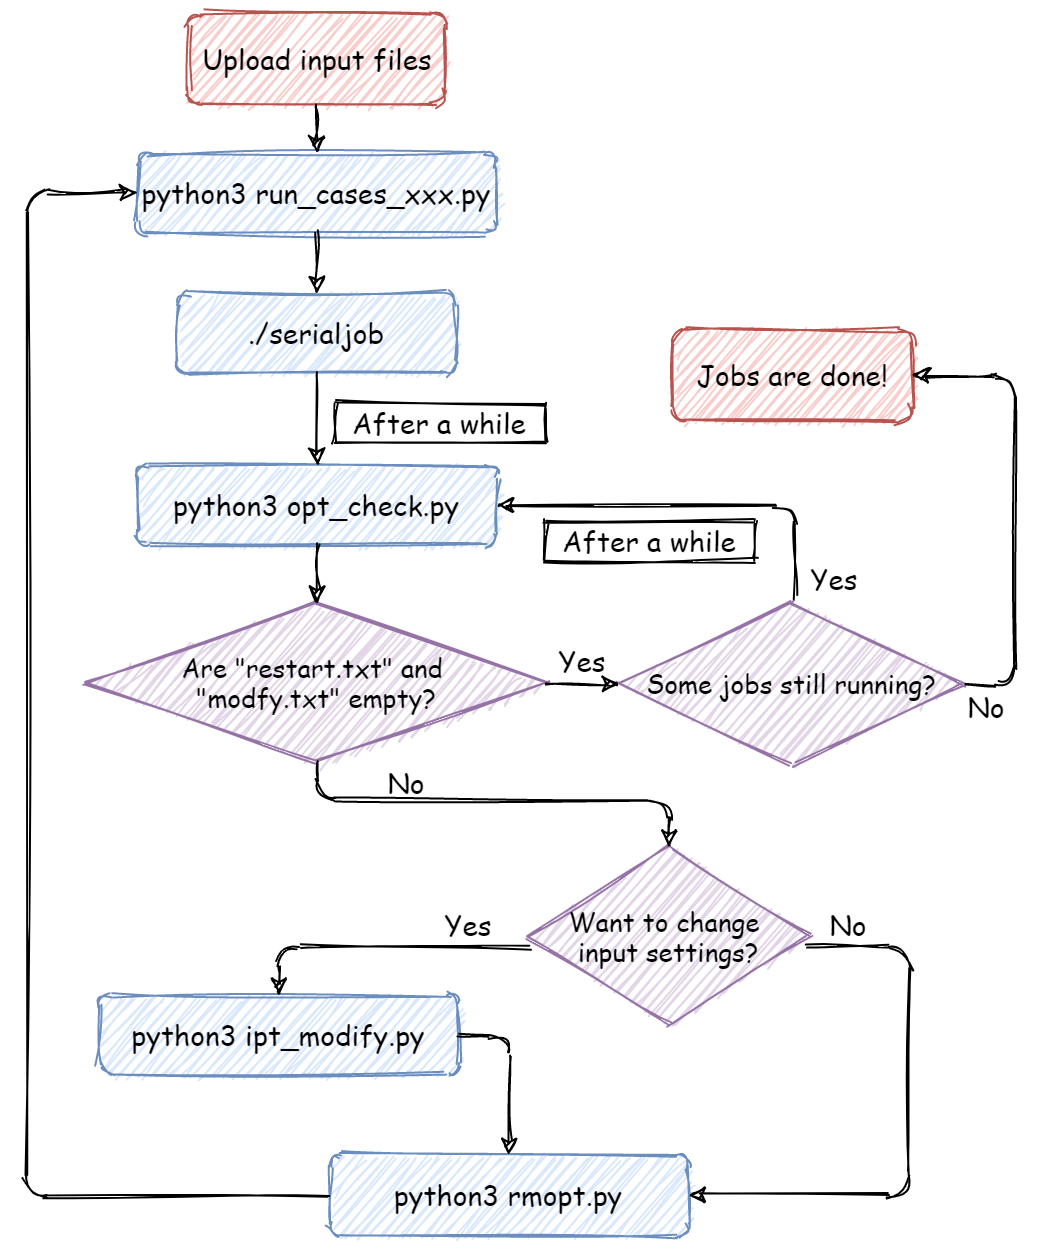 Upload input files
python3 run_cases_xxx.py
./serialjob
Jobs are done!
After a while
python3 opt_check.py
After a while
Yes
Are "restart.txt" and
"modfy.txt" empty?
Yes
Some jobs still running?
No
No
Want to change
input settings?
Yes
No
python3 ipt_modify.py
python3 rmopt.py